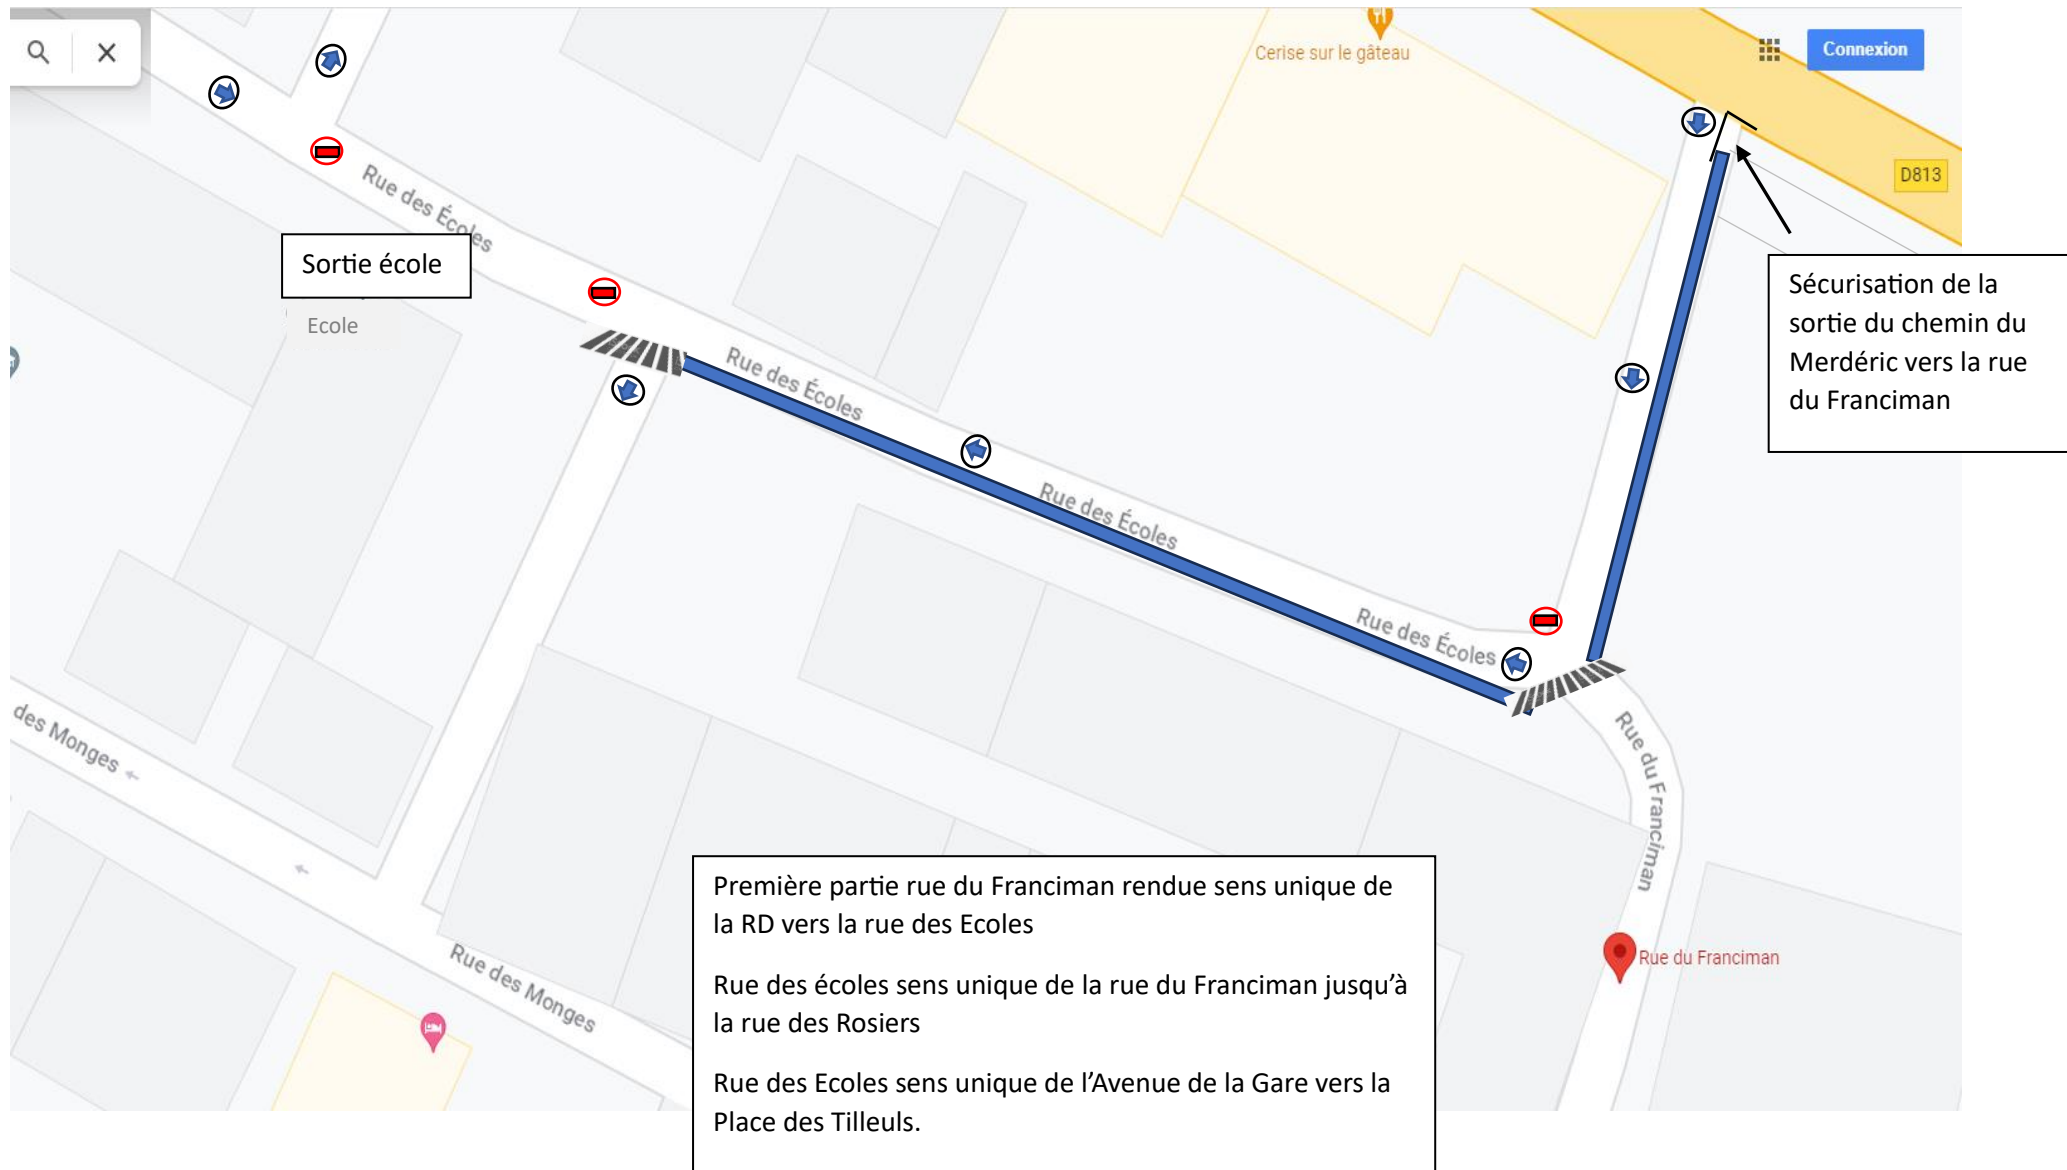 Cerise sur le gâteau
Connexion
D813
Rue des Écoles
Sortie école
Ecole
Sécurisation de la
sortie du chemin du
Merdéric vers la rue
du Franciman
Rue des Écoles
Rue des Écoles
Rue des Écoles
des Monges
Rue du Franciman
Première partie rue du Franciman rendue sens unique de
la RD vers la rue des Ecoles
Rue des écoles sens unique de la rue du Franciman jusqu’à
la rue des Rosiers
Rue des Ecoles sens unique de l’Avenue de la Gare vers la
Place des Tilleuls.
Rue des Monges
Rue du Franciman